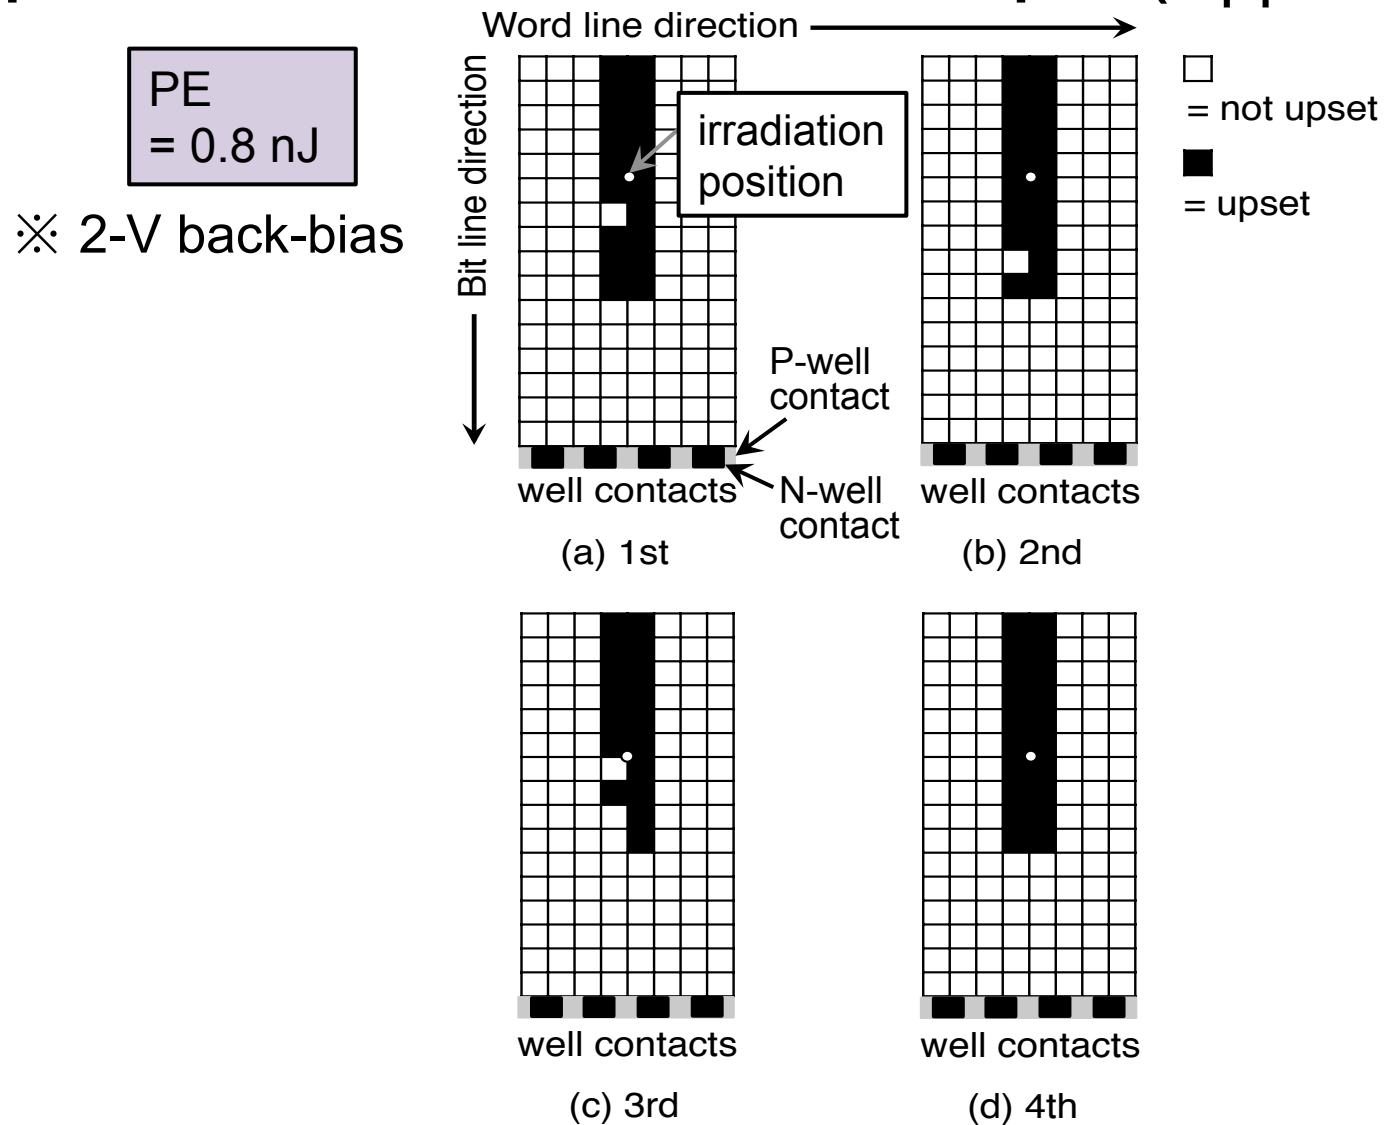 Word line direction
PE
= 0.8 nJ
※ 2-V back-bias
Bit line direction
irradiation
position
= not upset
= upset
P-well
contact
N-well
contact
well contacts
(a) 1st
well contacts
(b) 2nd
well contacts
(c) 3rd
well contacts
(d) 4th